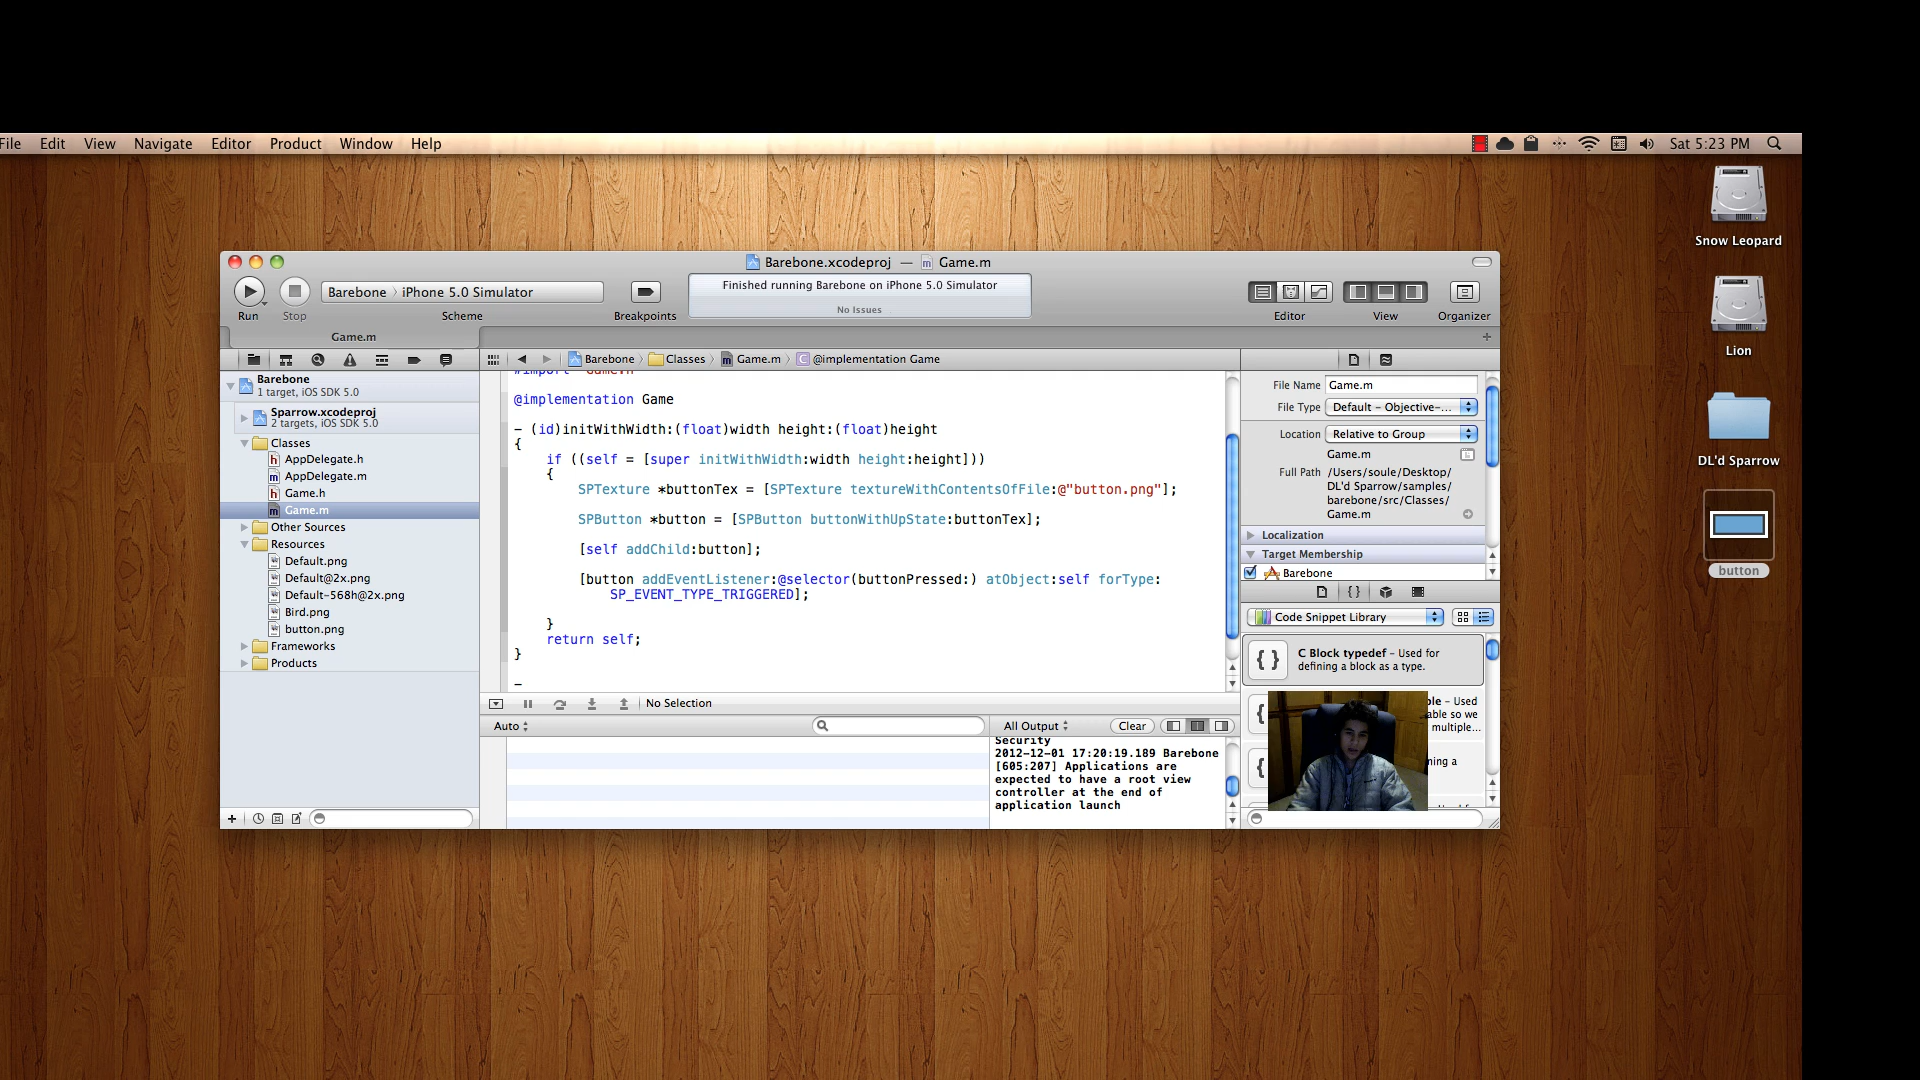 File Edit View Navigate Editor Product Window Help
Sat 5:23 PM
Snow Leopard
Lion
DL'd Sparrow
button
Barebone.xcodeproj — Game.m
Run
Stop
Barebone iPhone 5.0 Simulator
Scheme
Breakpoints
Finished running Barebone on iPhone 5.0 Simulator
No Issues
Editor
View
Organizer
Game.m
Barebone Classes Game.m @implementation Game
Barebone
1 target, iOS SDK 5.0
Sparrow.xcodeproj
2 targets, iOS SDK 5.0
Classes
AppDelegate.h
AppDelegate.m
Game.h
Game.m
Other Sources
Resources
Default.png
Default@2x.png
Default-568h@2x.png
Bird.png
button.png
Frameworks
Products
@implementation Game
- (id)initWithWidth:(float)width height:(float)height
{
if ((self = [super initWithWidth:width height:height]))
{
SPTexture *buttonTex = [SPTexture textureWithContentsOfFile:@"button.png"];
SPButton *button = [SPButton buttonWithUpState:buttonTex];
[self addChild:button];
[button addEventListener:@selector(buttonPressed:) atObject:self forType:
SP_EVENT_TYPE_TRIGGERED];
}
return self;
}
-
No Selection
Auto
All Output
Clear
Security
2012-12-01 17:20:19.189 Barebone
[605:207] Applications are
expected to have a root view
controller at the end of
application launch
File Name Game.m
File Type Default - Objective-...
Location Relative to Group
Game.m
Full Path /Users/soule/Desktop/
DL'd Sparrow/samples/
barebone/src/Classes/
Game.m
Localization
Target Membership
Barebone
Code Snippet Library
{ } C Block typedef - Used for
defining a block as a type.
- Used
able so we
multiple...